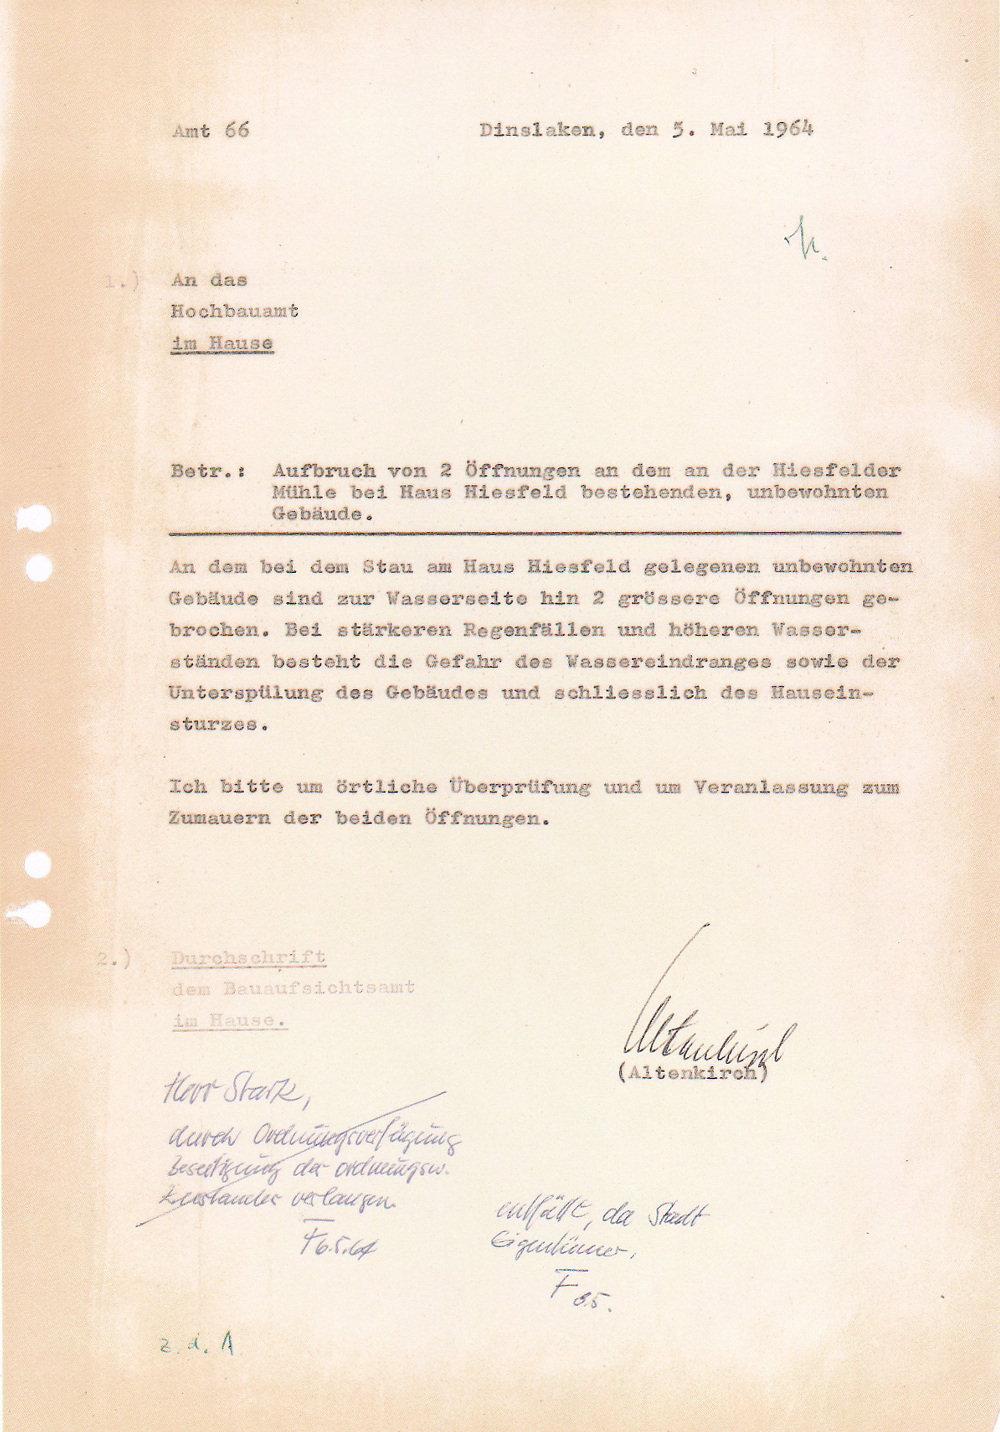 Amt 66 Dinslaken, den 5. Mai 1964
1.) An das
Hochbauamt
im Hause
Betr.: Aufbruch von 2 Öffnungen an dem an der Hiesfelder
Mühle bei Haus Hiesfeld bestehenden, unbewohnten
Gebäude.
An dem bei dem Stau am Haus Hiesfeld gelegenen unbewohnten
Gebäude sind zur Wasserseite hin 2 grössere Öffnungen ge-
brochen. Bei stärkeren Regenfällen und höheren Wasser-
ständen besteht die Gefahr des Wassereindranges sowie der
Unterspülung des Gebäudes und schliesslich des Hausein-
sturzes.
Ich bitte um örtliche Überprüfung und um Veranlassung zum
Zumauern der beiden Öffnungen.
2.) Durchschrift
dem Bauaufsichtsamt
im Hause.
Altenkirch
(Altenkirch)
Herr Stark,
durch Ordnungsverfügung
Beseitigung des ordnungsw.
Zustandes verlangen.
F 6.5.64
entfällt, da Stadt
Eigentümer,
F 8.5.
z. d. A